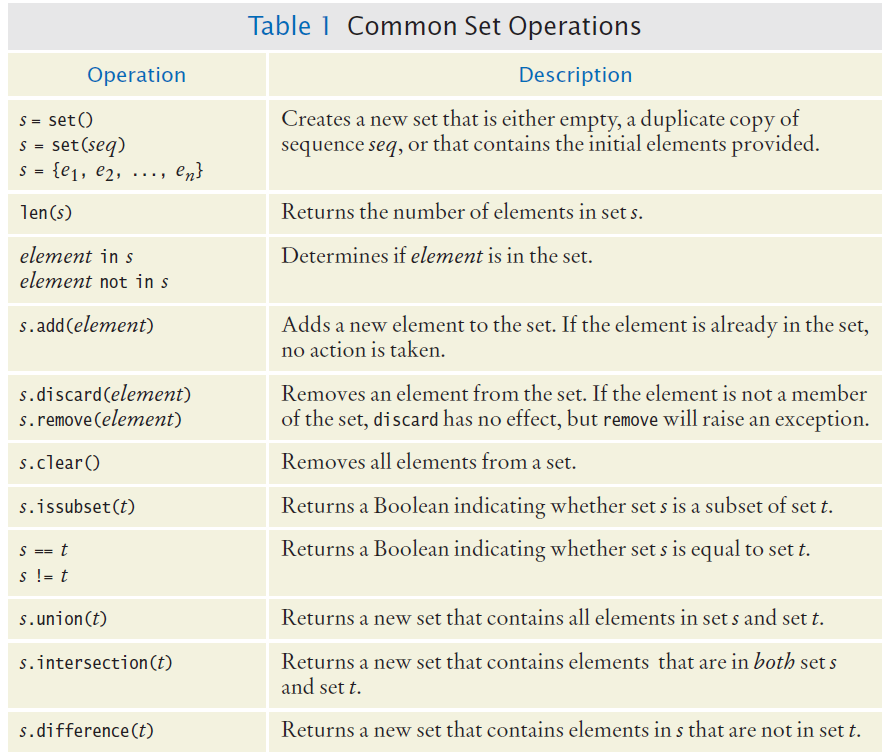 Table 1 Common Set Operations
Operation Description
s = set()
s = set(seq)
s = {e1, e2, ..., en}
Creates a new set that is either empty, a duplicate copy of
sequence seq, or that contains the initial elements provided.
len(s)
Returns the number of elements in set s.
element in s
element not in s
Determines if element is in the set.
s.add(element)
Adds a new element to the set. If the element is already in the set,
no action is taken.
s.discard(element)
s.remove(element)
Removes an element from the set. If the element is not a member
of the set, discard has no effect, but remove will raise an exception.
s.clear()
Removes all elements from a set.
s.issubset(t)
Returns a Boolean indicating whether set s is a subset of set t.
s == t
s != t
Returns a Boolean indicating whether set s is equal to set t.
s.union(t)
Returns a new set that contains all elements in set s and set t.
s.intersection(t)
Returns a new set that contains elements that are in both set s
and set t.
s.difference(t)
Returns a new set that contains elements in s that are not in set t.